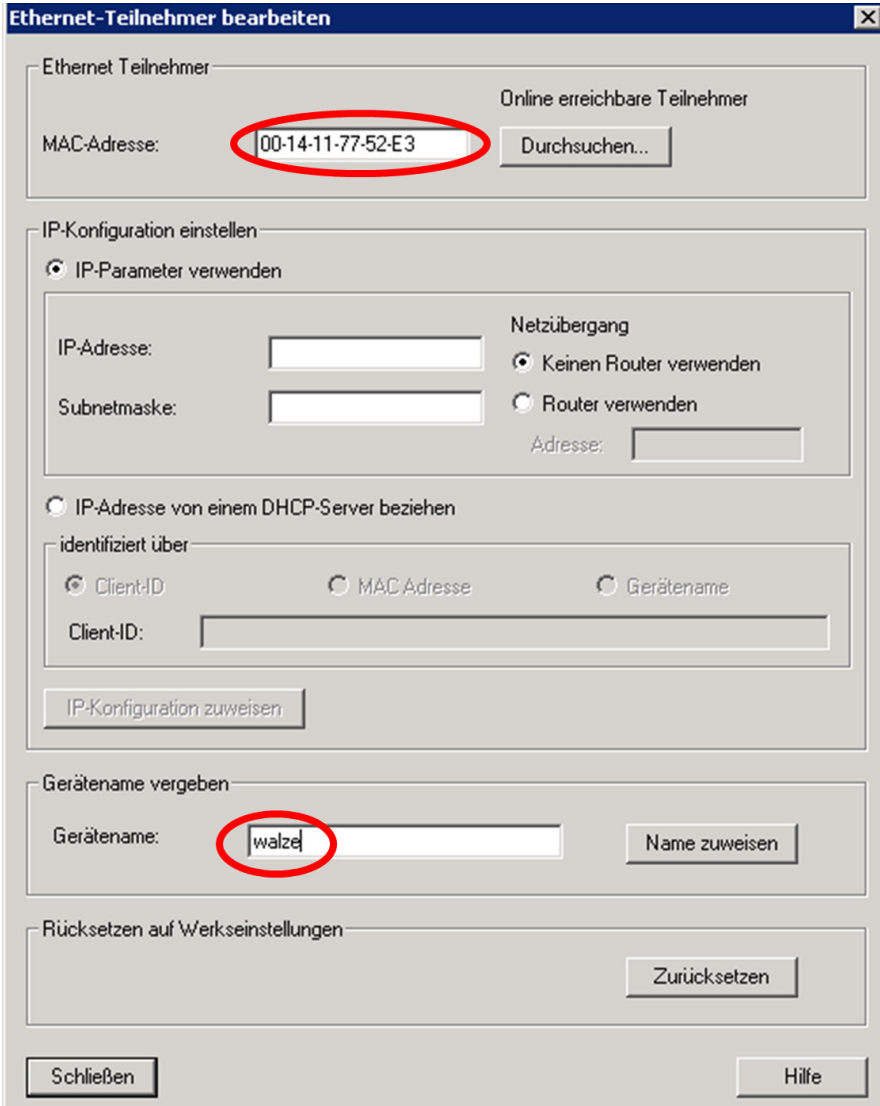 Ethernet-Teilnehmer bearbeiten
Ethernet Teilnehmer
Online erreichbare Teilnehmer
MAC-Adresse: 00-14-11-77-52-E3 Durchsuchen...
IP-Konfiguration einstellen
IP-Parameter verwenden
Netzübergang
IP-Adresse: Keinen Router verwenden
Subnetmaske: Router verwenden
Adresse:
IP-Adresse von einem DHCP-Server beziehen
identifiziert über
Client-ID MAC Adresse Gerätename
Client-ID:
IP-Konfiguration zuweisen
Gerätename vergeben
Gerätename: walze Name zuweisen
Rücksetzen auf Werkseinstellungen
Zurücksetzen
Schließen Hilfe